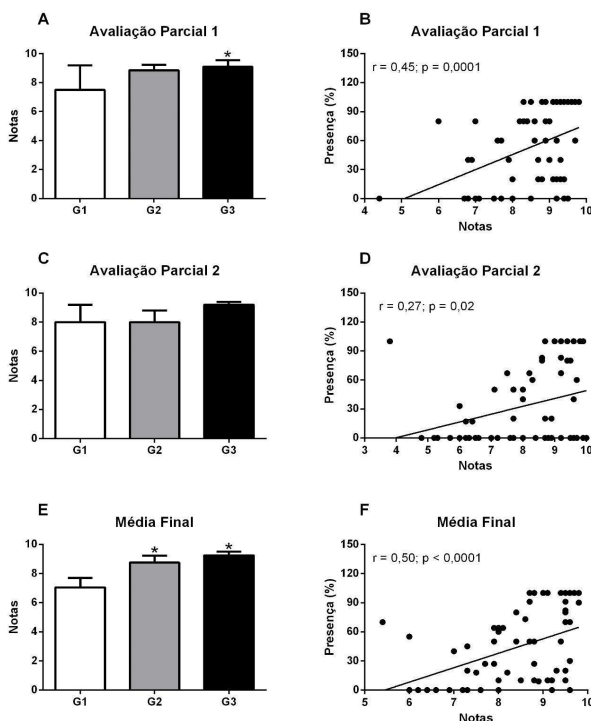 A
Avaliação Parcial 1
Notas
10
8
6
4
2
0
*
G1 G2 G3
B
Avaliação Parcial 1
r = 0,45; p = 0,0001
Presença (%)
150
120
90
60
30
0
4 5 6 7 8 9 10
Notas
C
Avaliação Parcial 2
Notas
10
8
6
4
2
0
G1 G2 G3
D
Avaliação Parcial 2
r = 0,27; p = 0,02
Presença (%)
150
120
90
60
30
0
3 4 5 6 7 8 9 10
Notas
E
Média Final
Notas
10
8
6
4
2
0
* *
G1 G2 G3
F
Média Final
r = 0,50; p < 0,0001
Presença (%)
150
120
90
60
30
0
5 6 7 8 9 10
Notas